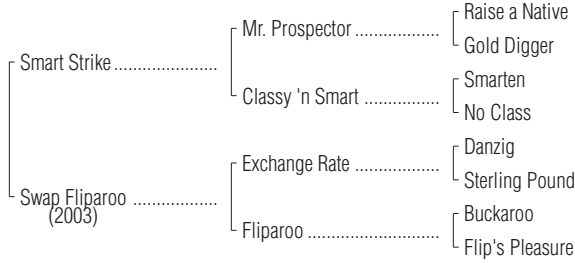 Raise a Native
Mr. Prospector ..................
Gold Digger
Smart Strike ......................
Smarten
Classy 'n Smart ................
No Class
Danzig
Exchange Rate ..................
Sterling Pound
Swap Fliparoo ..................
(2003)
Buckaroo
Fliparoo ............................
Flip's Pleasure